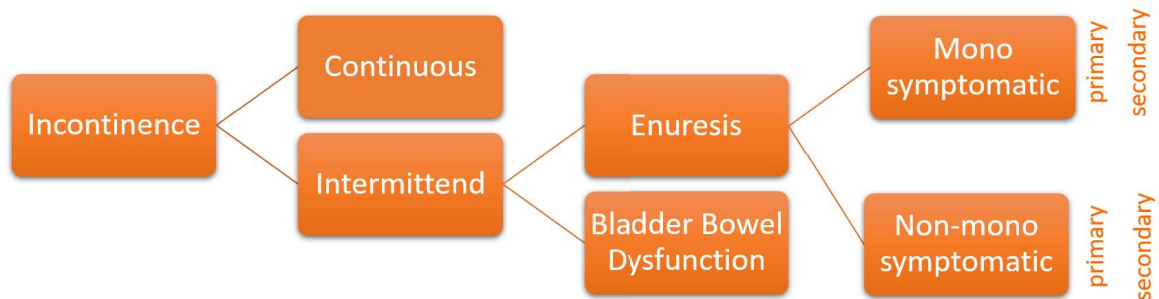 Incontinence
Continuous
Intermittend
Enuresis
Bladder Bowel
Dysfunction
Mono
symptomatic
primary
secondary
Non-mono
symptomatic
primary
secondary